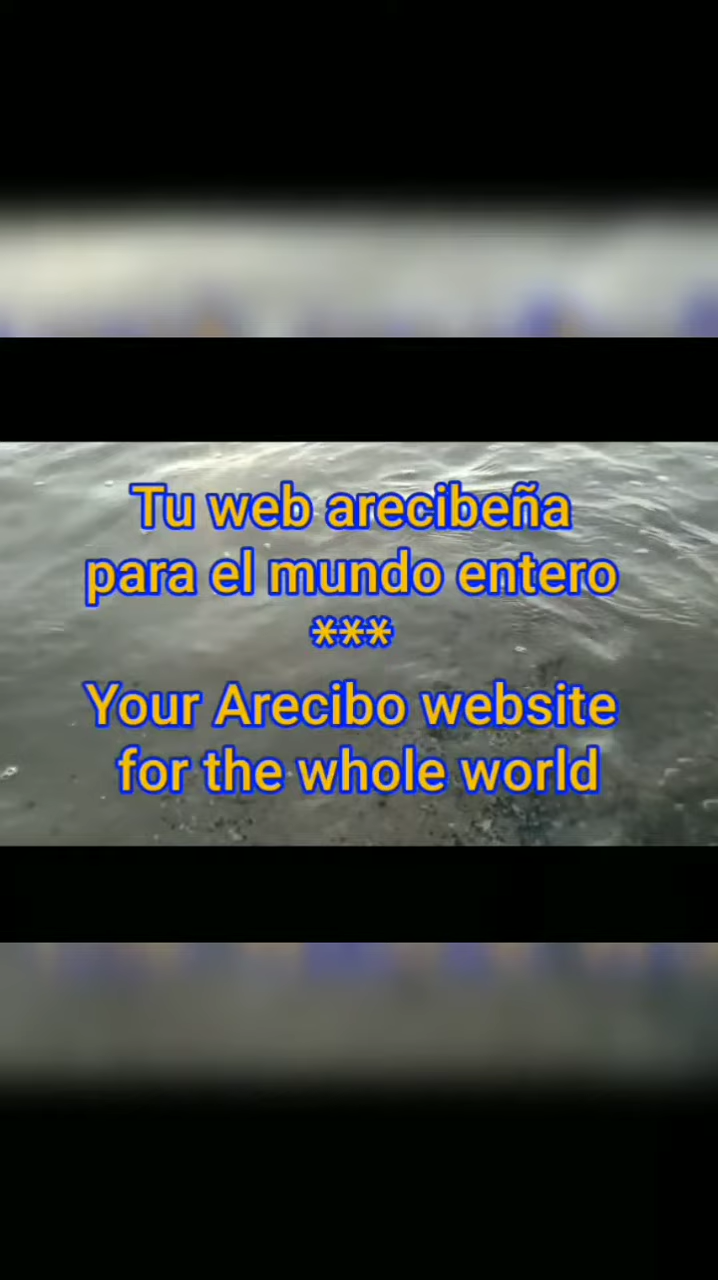 Tu web arecibeña
para el mundo entero
***
Your Arecibo website
for the whole world